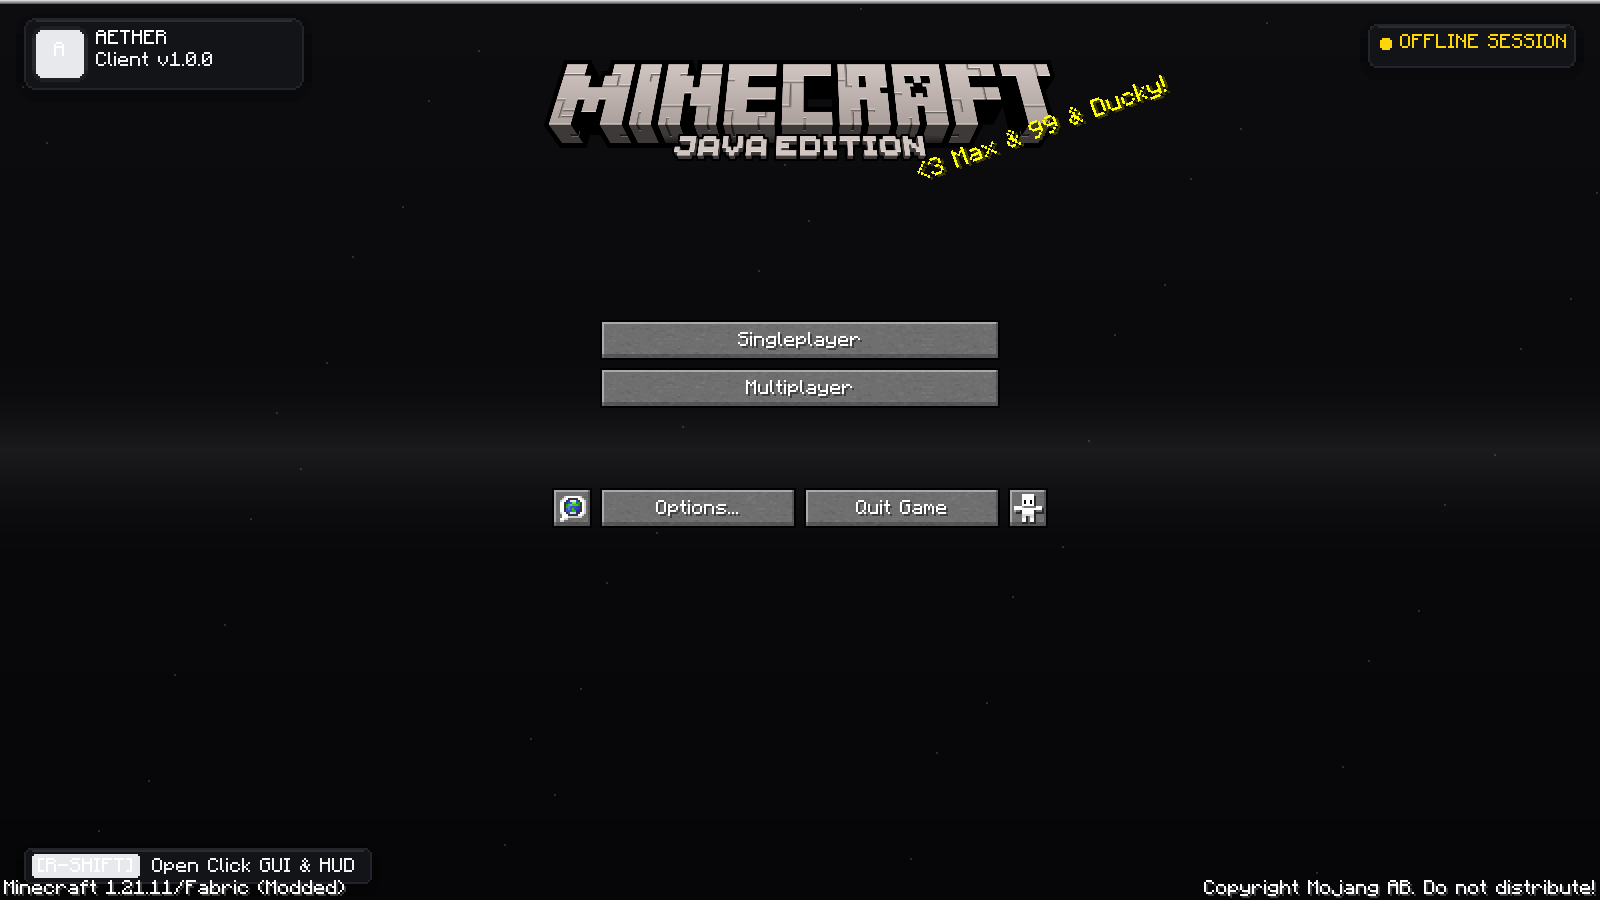 A
AETHER
Client v1.0.0
OFFLINE SESSION
MINECRAFT
JAVA EDITION
<3 Max & 99 & Ducky!
Singleplayer
Multiplayer
Options...
Quit Game
[R-SHIFT] Open Click GUI & HUD
Minecraft 1.21.11/Fabric (Modded)
Copyright Mojang AB. Do not distribute!